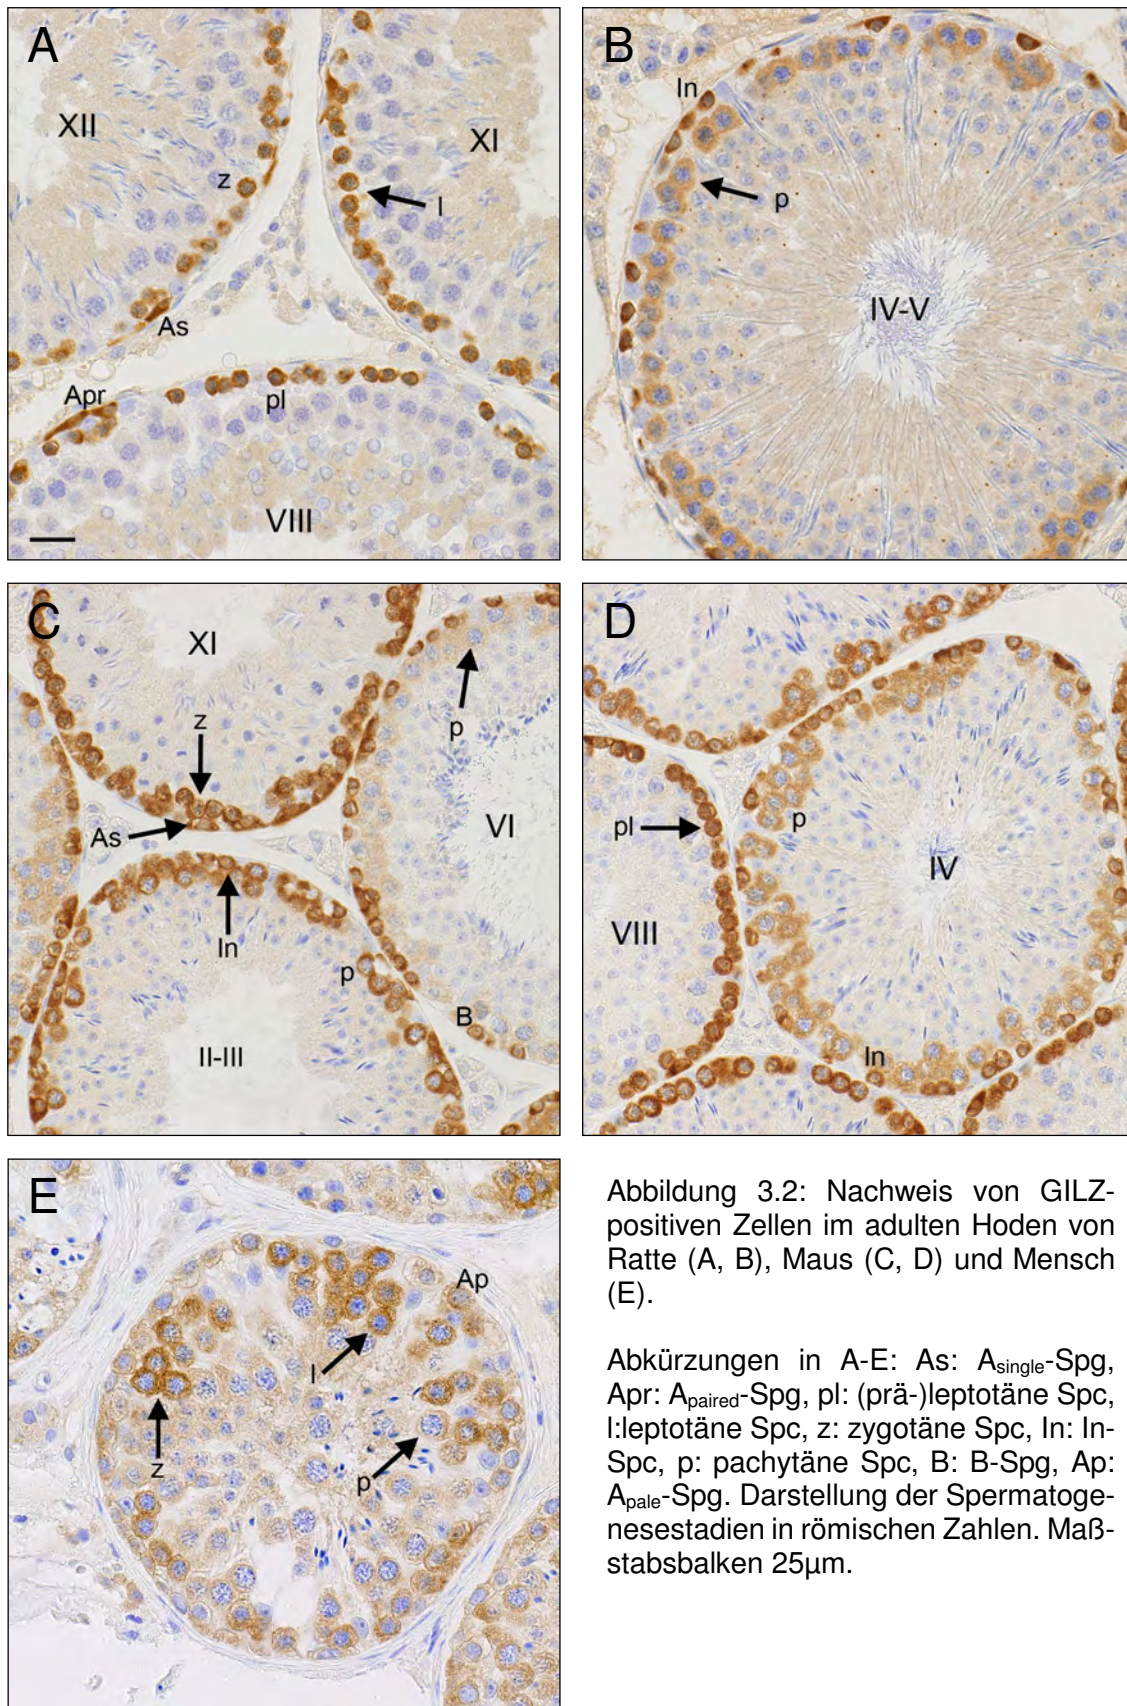 A
XII
XI
z
l
As
Apr
pl
VIII
B
In
p
IV-V
C
XI
z
p
As
VI
In
p
B
II-III
D
p
pl
IV
VIII
In
E
Ap
l
z
p
Abbildung 3.2: Nachweis von GILZ-
positiven Zellen im adulten Hoden von
Ratte (A, B), Maus (C, D) und Mensch
(E).
Abkürzungen in A-E: As: Asingle-Spg,
Apr: Apaired-Spg, pl: (prä-)leptotäne Spc,
l:leptotäne Spc, z: zygotäne Spc, In: In-
Spc, p: pachytäne Spc, B: B-Spg, Ap:
Apale-Spg. Darstellung der Spermatoge-
nesestadien in römischen Zahlen. Maß-
stabsbalken 25µm.